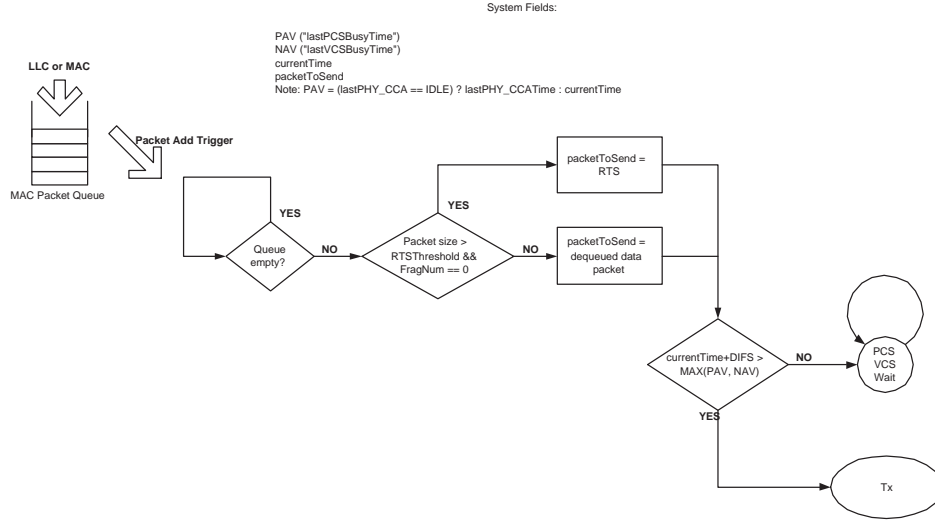 System Fields:
PAV ("lastPCSBusyTime")
NAV ("lastVCSBusyTime")
currentTime
packetToSend
Note: PAV = (lastPHY_CCA == IDLE) ? lastPHY_CCATime : currentTime
LLC or MAC
Packet Add Trigger
MAC Packet Queue
Queue
empty?
YES
NO
Packet size >
RTSThreshold &&
FragNum == 0
YES
NO
packetToSend =
RTS
packetToSend =
dequeued data
packet
currentTime+DIFS >
MAX(PAV, NAV)
NO
YES
PCS
VCS
Wait
Tx